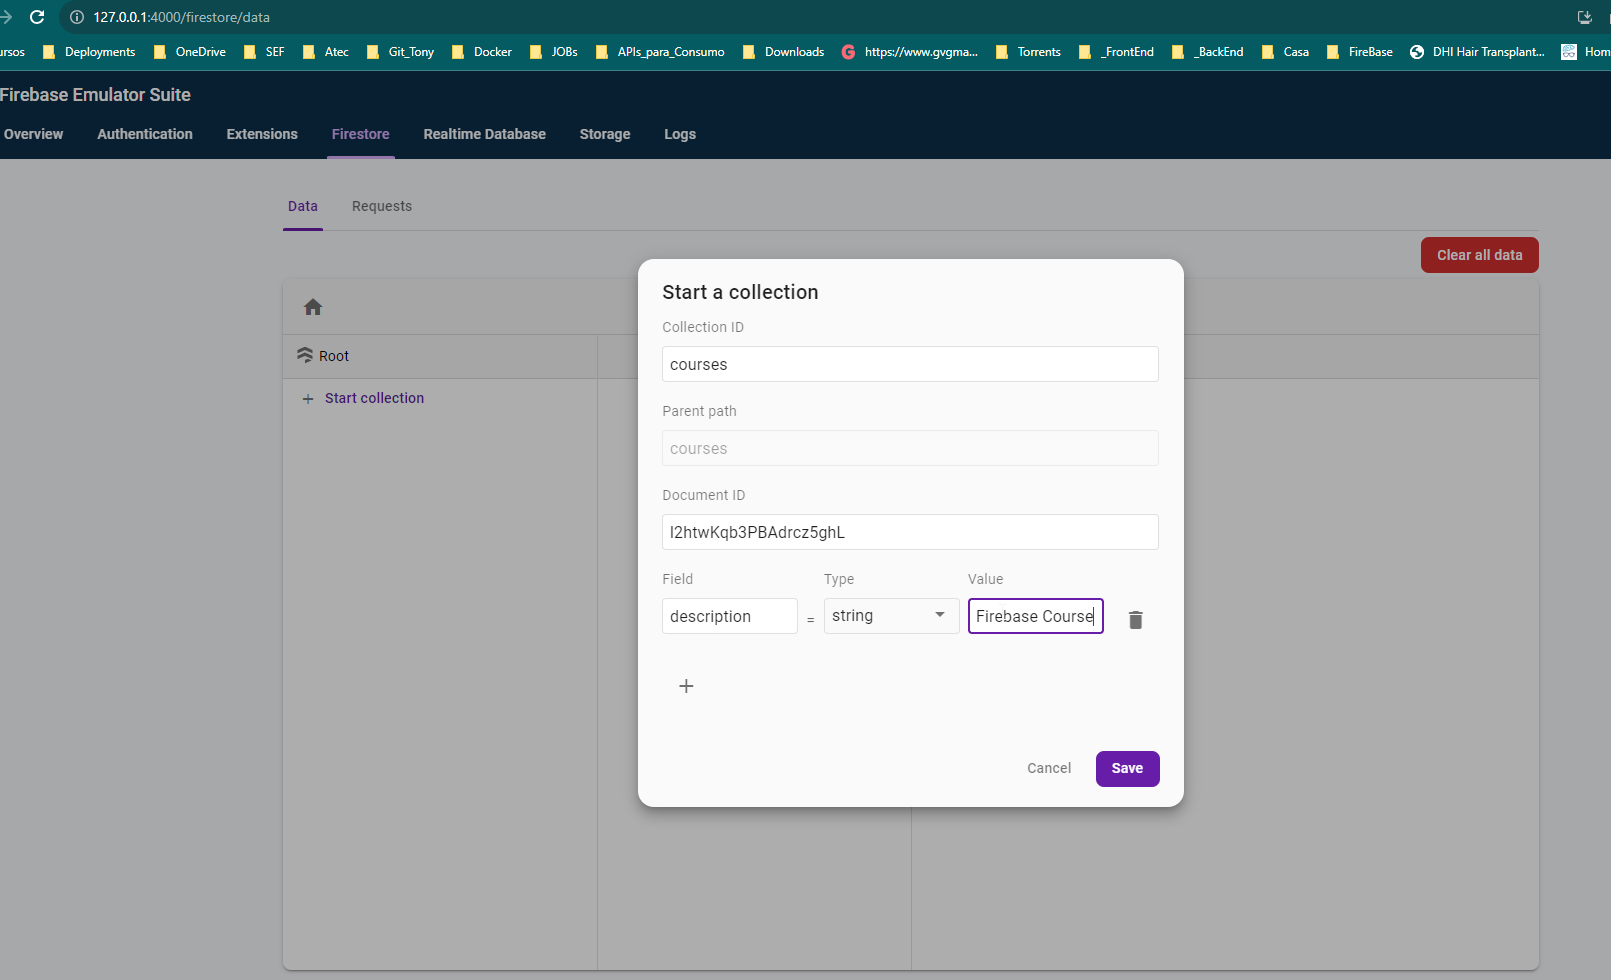 127.0.0.1:4000/firestore/data
ursos Deployments OneDrive SEF Atec Git_Tony Docker JOBs APIs_para_Consumo Downloads https://www.gvgma... Torrents _FrontEnd _BackEnd Casa FireBase DHI Hair Transplant... Hom
Firebase Emulator Suite
Overview Authentication Extensions Firestore Realtime Database Storage Logs
Data Requests
Clear all data
Root
Start collection
Start a collection
Collection ID
courses
Parent path
courses
Document ID
I2htwKqb3PBAdrcz5ghL
Field Type Value
description = string Firebase Course
+
Cancel Save